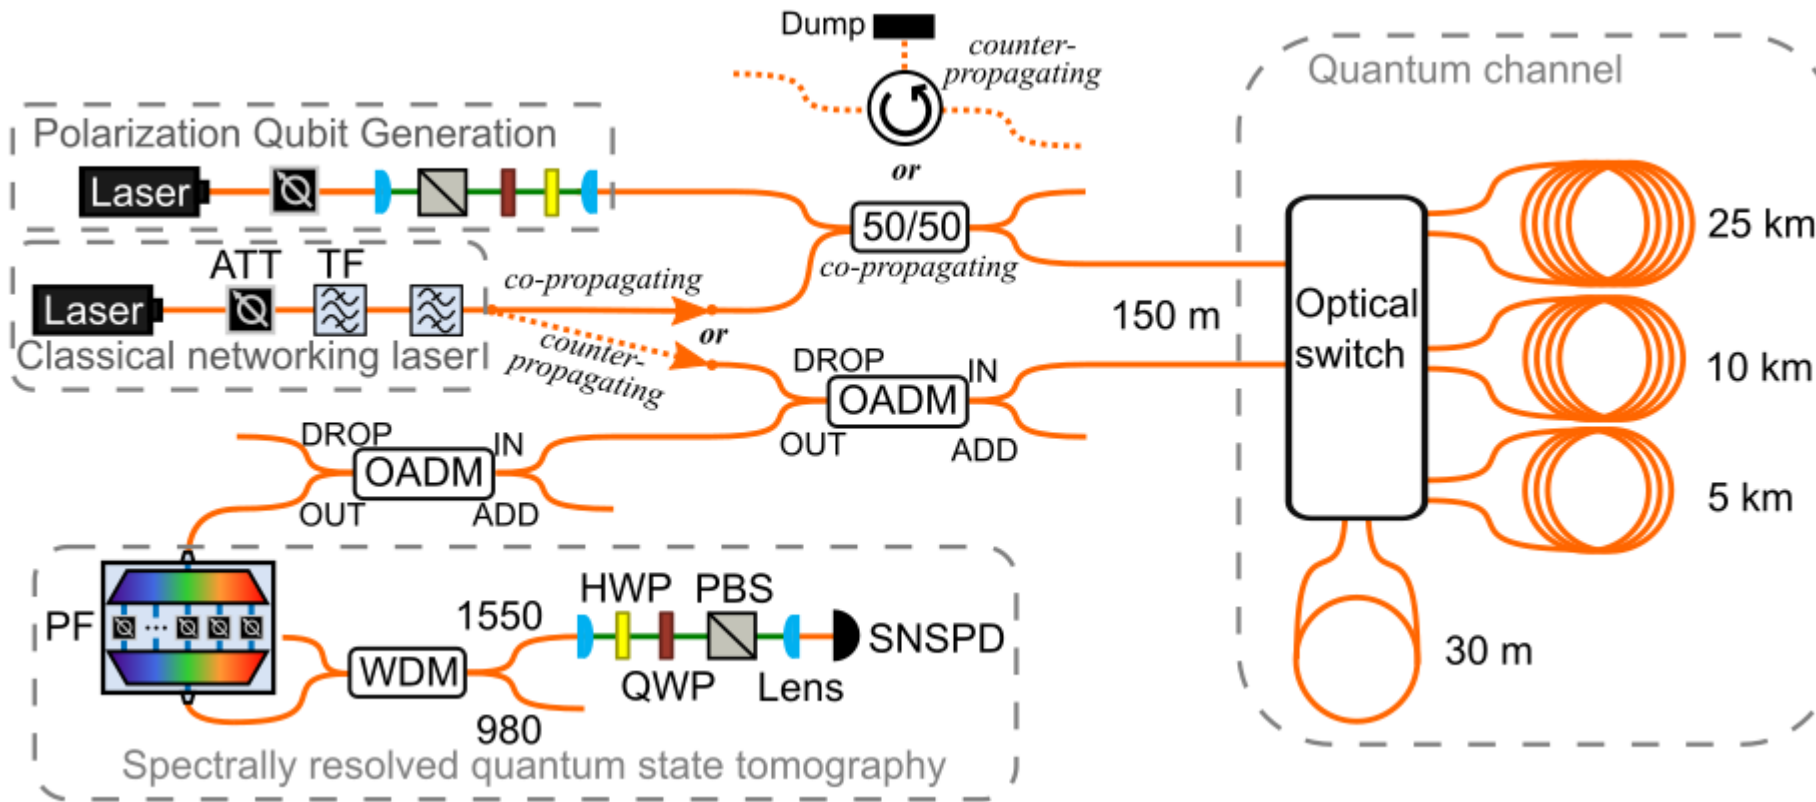 Dump
counter-
propagating
Quantum channel
Polarization Qubit Generation
Laser
or
50/50
co-propagating
25 km
ATT
TF
Laser
co-propagating
or
counter-
propagating
Classical networking laser
150 m
Optical
switch
10 km
DROP
IN
OADM
OUT
ADD
DROP
IN
OADM
OUT
ADD
5 km
PF
...
1550
HWP
PBS
SNSPD
WDM
QWP
Lens
980
30 m
Spectrally resolved quantum state tomography